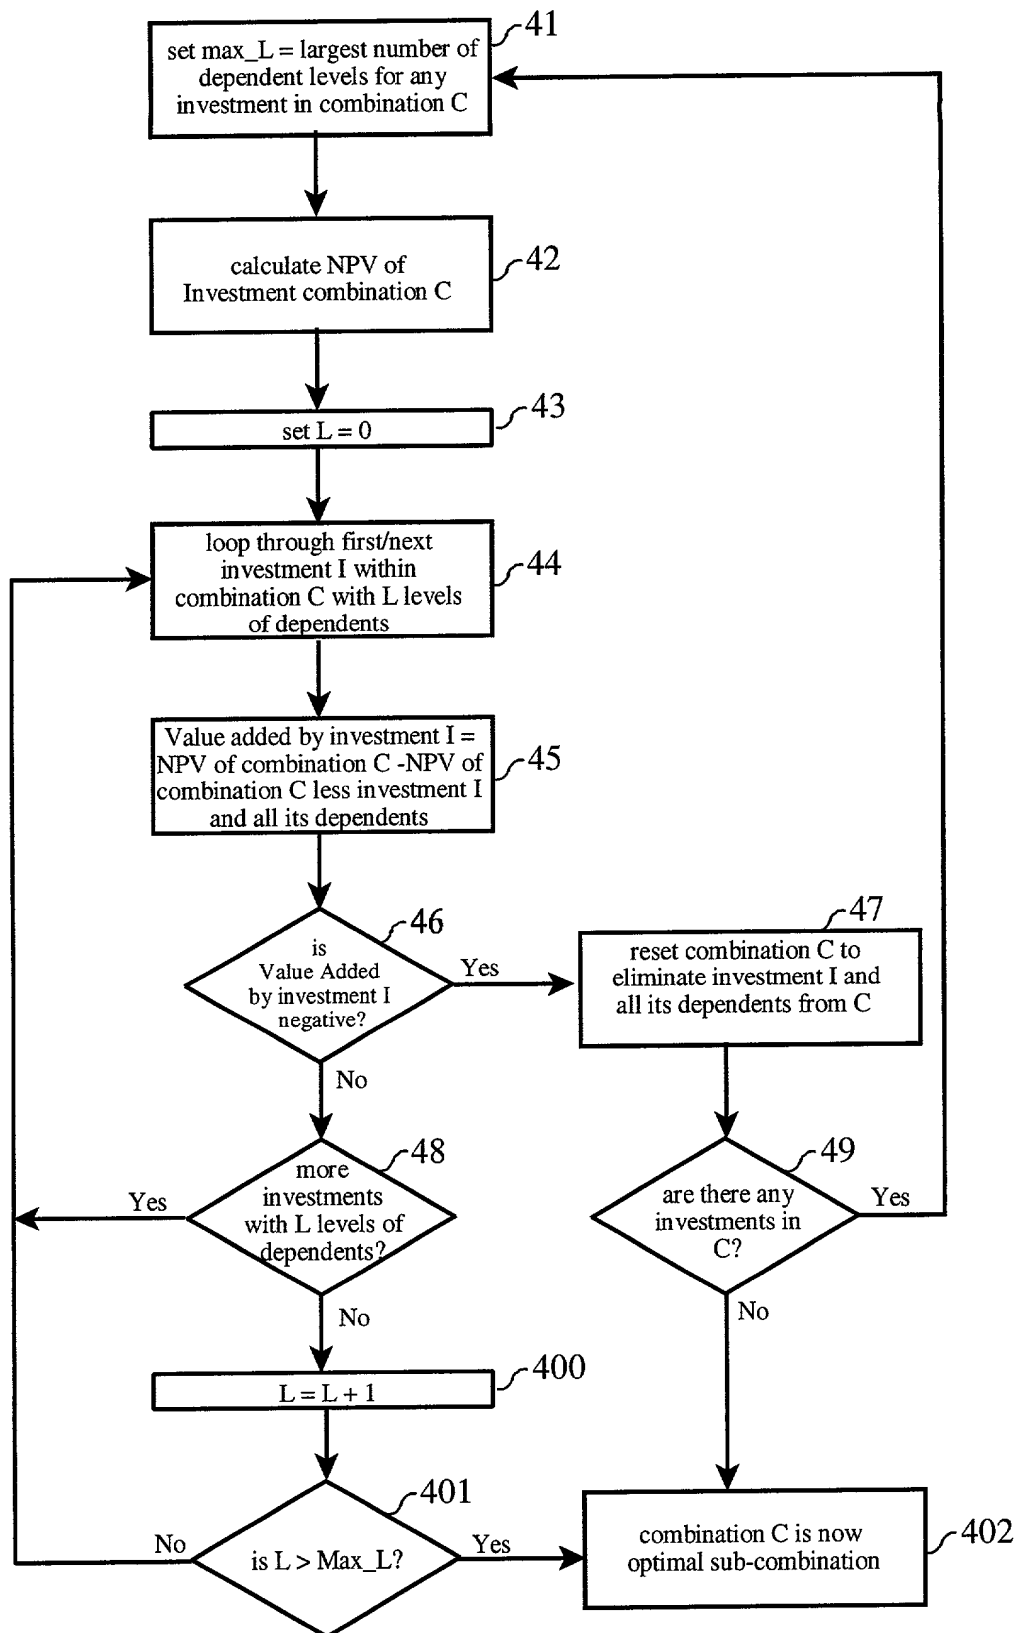 41
set max_L = largest number of
dependent levels for any
investment in combination C
42
calculate NPV of
Investment combination C
43
set L = 0
44
loop through first/next
investment I within
combination C with L levels
of dependents
45
Value added by investment I =
NPV of combination C -NPV of
combination C less investment I
and all its dependents
46
is
Value Added
by investment I
negative?
Yes
No
47
reset combination C to
eliminate investment I and
all its dependents from C
48
more
investments
with L levels of
dependents?
Yes
No
49
are there any
investments in
C?
Yes
No
400
L = L + 1
401
is L > Max_L?
No
Yes
402
combination C is now
optimal sub-combination